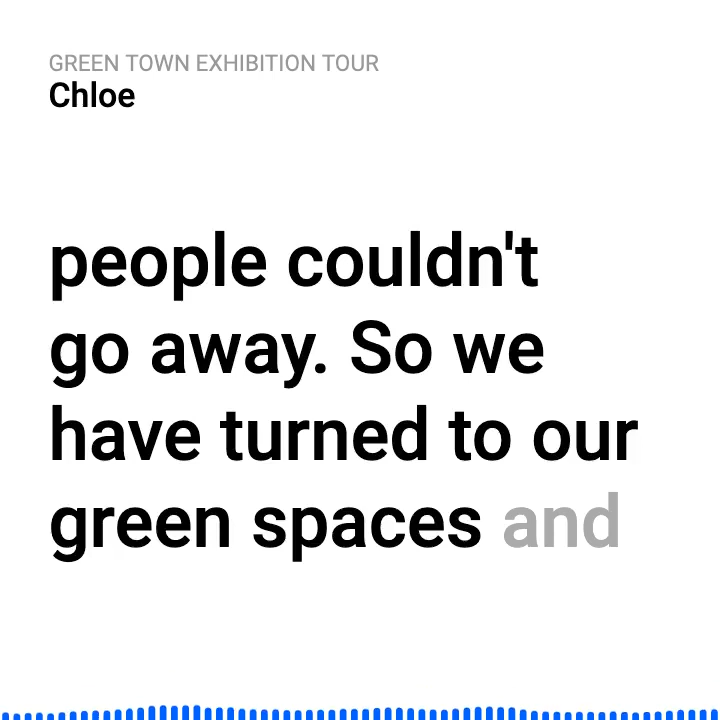 GREEN TOWN EXHIBITION TOUR
Chloe
people couldn't
go away. So we
have turned to our
green spaces and